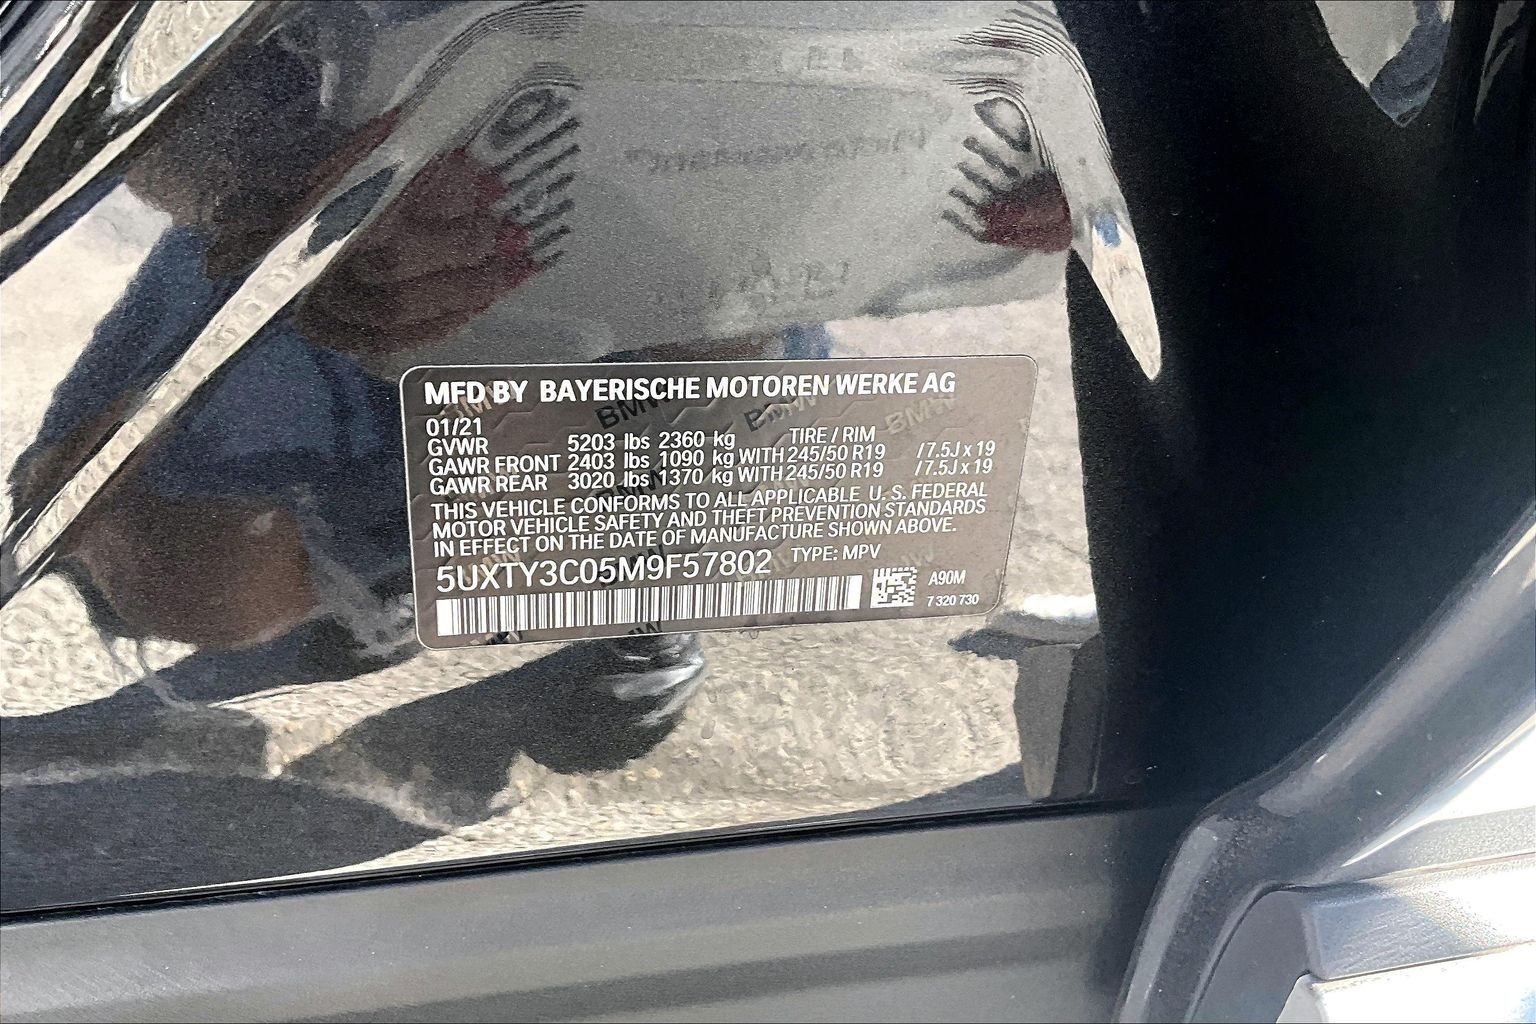 MFD BY BAYERISCHE MOTOREN WERKE AG
01/21
GVWR 5203 lbs 2360 kg TIRE / RIM
GAWR FRONT 2403 lbs 1090 kg WITH 245/50 R19 /7.5J x 19
GAWR REAR 3020 lbs 1370 kg WITH 245/50 R19 /7.5J x 19
THIS VEHICLE CONFORMS TO ALL APPLICABLE U. S. FEDERAL
MOTOR VEHICLE SAFETY AND THEFT PREVENTION STANDARDS
IN EFFECT ON THE DATE OF MANUFACTURE SHOWN ABOVE.
5UXTY3C05M9F57802 TYPE: MPV
A90M
7 320 730